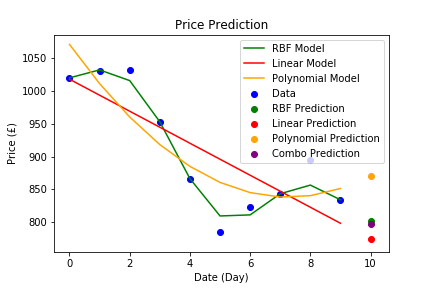 Price Prediction
RBF Model
Linear Model
Polynomial Model
Data
RBF Prediction
Linear Prediction
Polynomial Prediction
Combo Prediction
1050
1000
950
900
850
800
Price (£)
0 2 4 6 8 10
Date (Day)